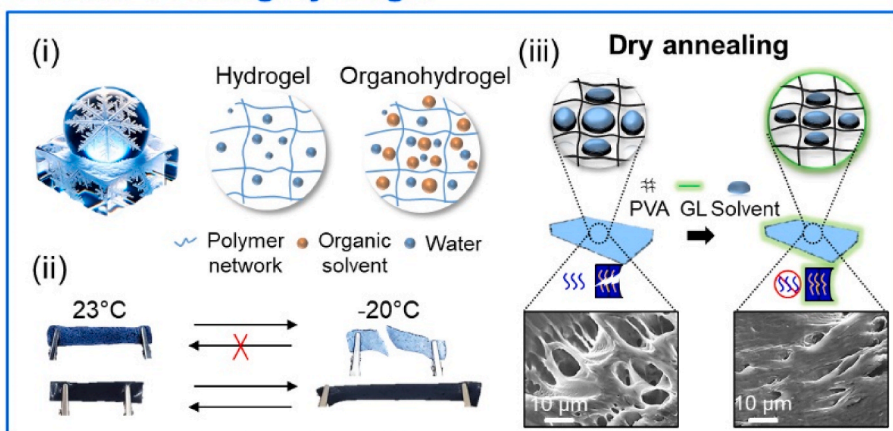 (i)
Hydrogel Organohydrogel
Polymer network
Organic solvent
Water
(ii)
23°C -20°C
(iii)
Dry annealing
PVA GL Solvent
10 μm 10 μm